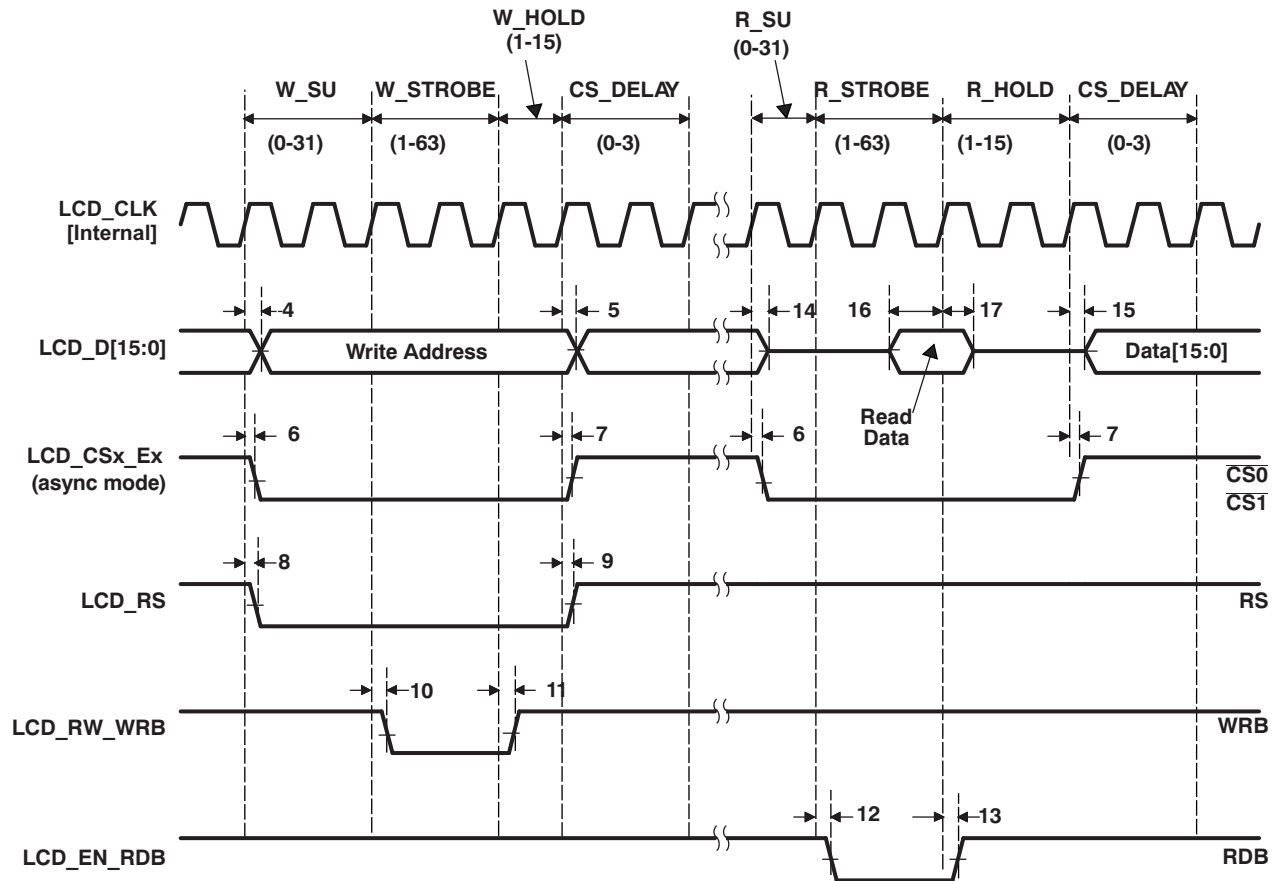 W_HOLD
(1-15)
R_SU
(0-31)
W_SU
W_STROBE
CS_DELAY
R_STROBE
R_HOLD
CS_DELAY
(0-31)
(1-63)
(0-3)
(1-63)
(1-15)
(0-3)
LCD_CLK
[Internal]
4
5
14
16
17
15
LCD_D[15:0]
Write Address
Data[15:0]
Read
Data
6
7
6
7
LCD_CSx_Ex
(async mode)
CS0
CS1
8
9
LCD_RS
RS
10
11
LCD_RW_WRB
WRB
12
13
LCD_EN_RDB
RDB